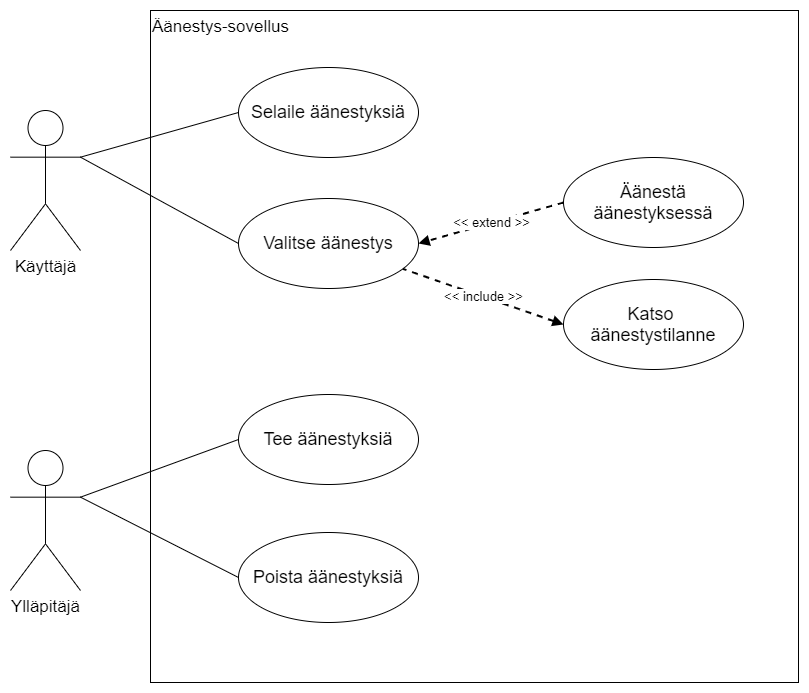 Äänestys-sovellus
Selaile äänestyksiä
Käyttäjä
Valitse äänestys
<< extend >>
Äänestä
äänestyksessä
<< include >>
Katso
äänestystilanne
Tee äänestyksiä
Ylläpitäjä
Poista äänestyksiä